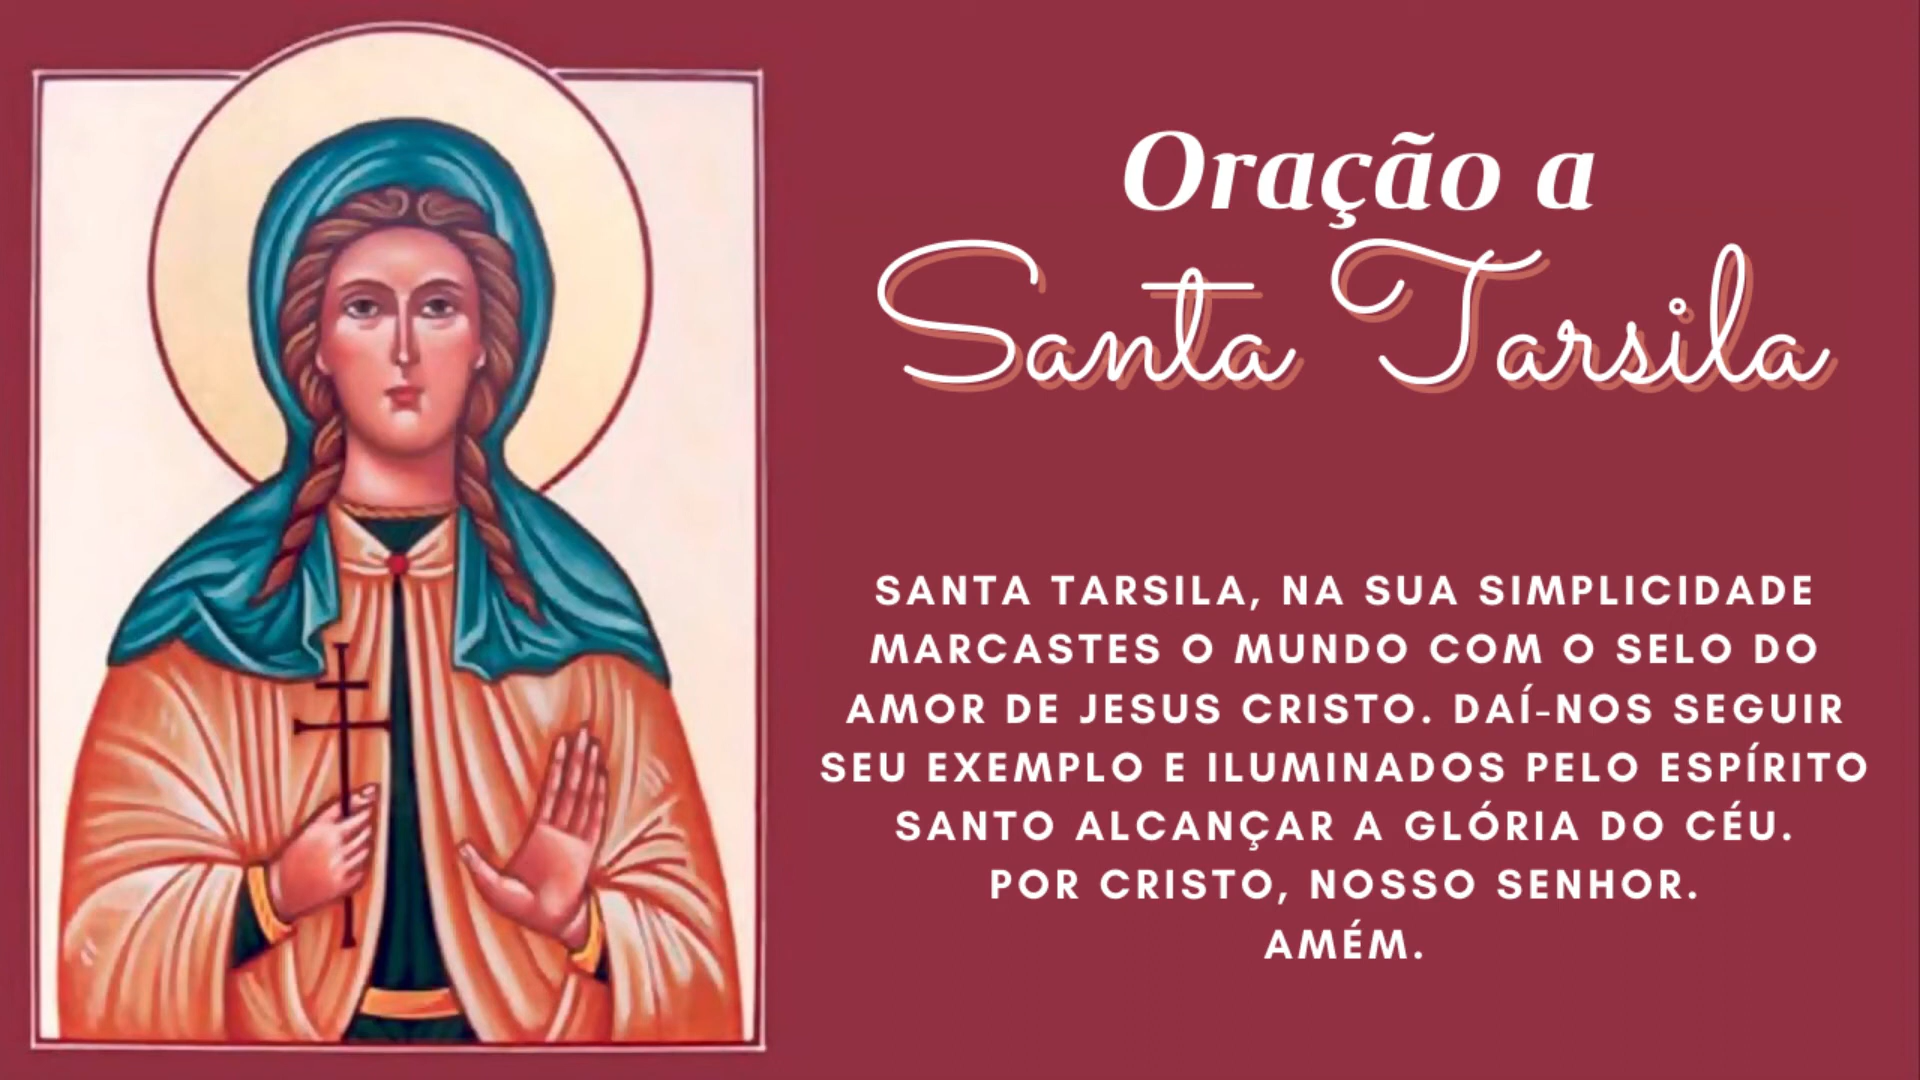 Oração a
Santa Tarsila
SANTA TARSILA, NA SUA SIMPLICIDADE
MARCASTES O MUNDO COM O SELO DO
AMOR DE JESUS CRISTO. DAÍ-NOS SEGUIR
SEU EXEMPLO E ILUMINADOS PELO ESPÍRITO
SANTO ALCANÇAR A GLÓRIA DO CÉU.
POR CRISTO, NOSSO SENHOR.
AMÉM.